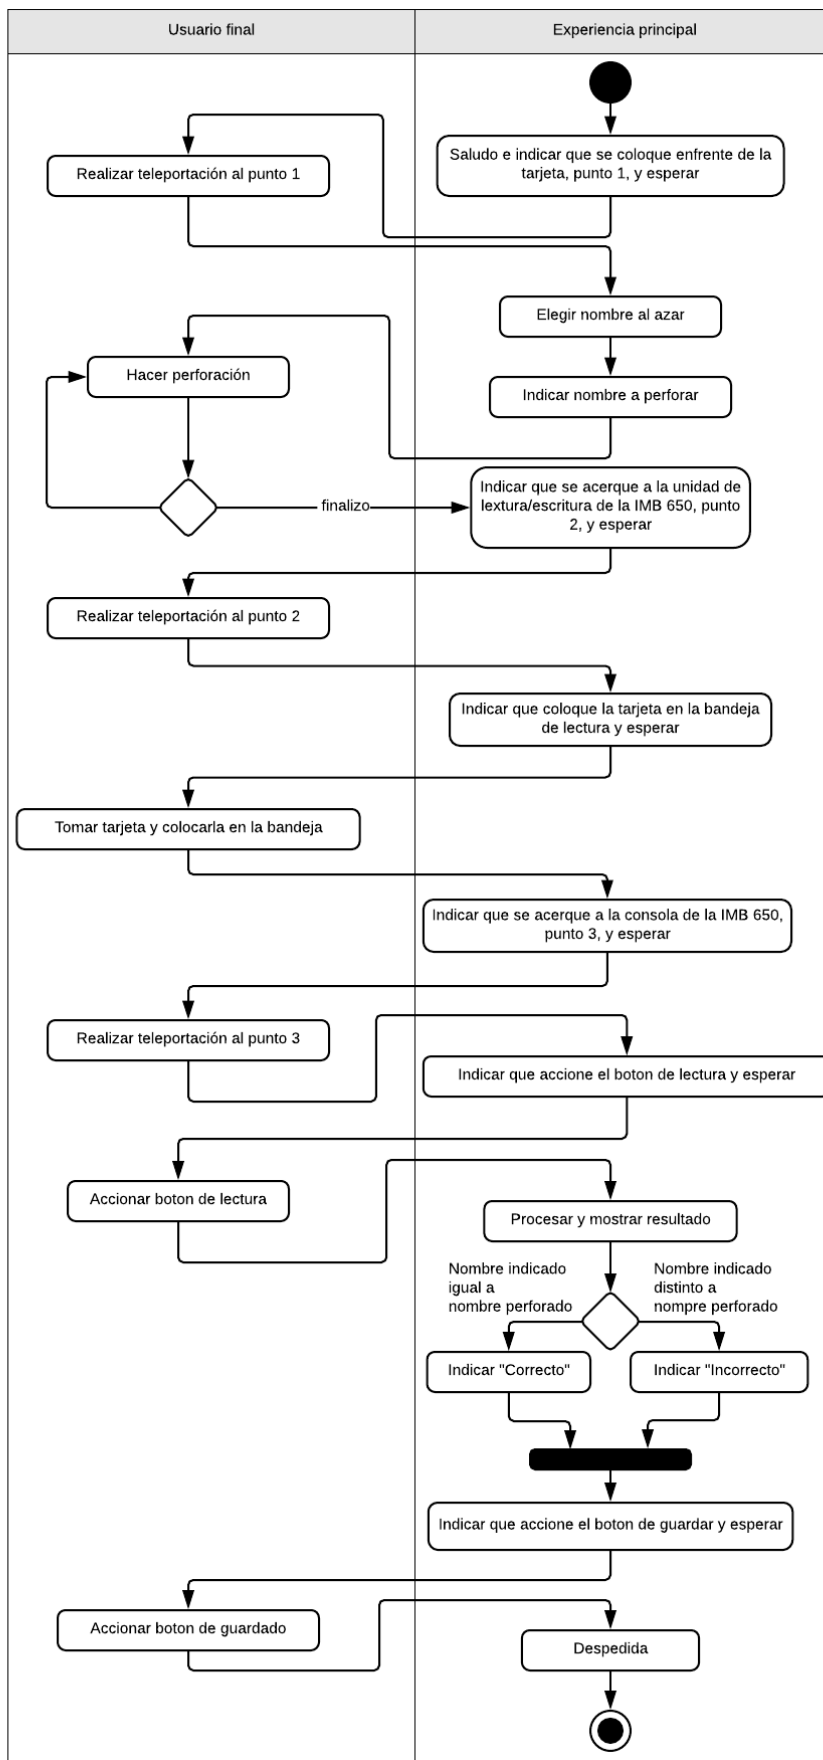 Usuario final
Experiencia principal
Saludo e indicar que se coloque enfrente de la
tarjeta, punto 1, y esperar
Realizar teleportación al punto 1
Elegir nombre al azar
Hacer perforación
Indicar nombre a perforar
finalizo
Indicar que se acerque a la unidad de
lextura/escritura de la IMB 650, punto
2, y esperar
Realizar teleportación al punto 2
Indicar que coloque la tarjeta en la bandeja
de lectura y esperar
Tomar tarjeta y colocarla en la bandeja
Indicar que se acerque a la consola de la IMB 650,
punto 3, y esperar
Realizar teleportación al punto 3
Indicar que accione el boton de lectura y esperar
Accionar boton de lectura
Procesar y mostrar resultado
Nombre indicado
igual a
nombre perforado
Nombre indicado
distinto a
nompre perforado
Indicar "Correcto"
Indicar "Incorrecto"
Indicar que accione el boton de guardar y esperar
Accionar boton de guardado
Despedida